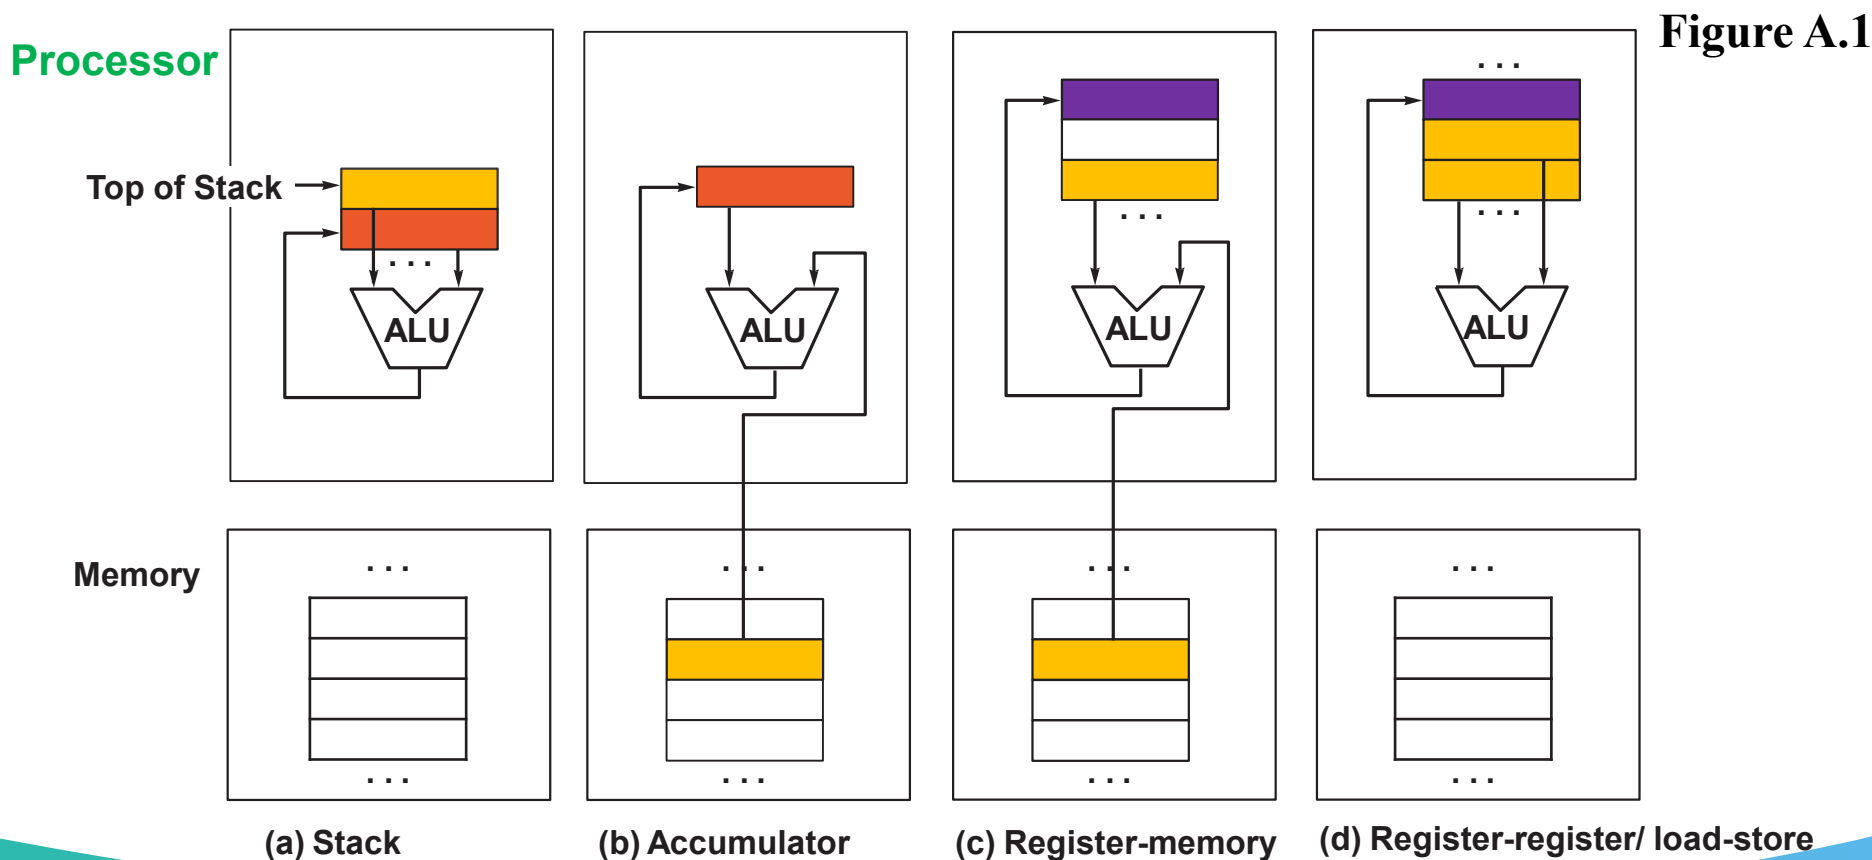 Figure A.1
Processor
. . .
Top of Stack
. . .
. . .
. . .
ALU
ALU
ALU
ALU
Memory
. . .
. . .
. . .
. . .
. . .
. . .
. . .
. . .
(a) Stack
(b) Accumulator
(c) Register-memory
(d) Register-register/ load-store